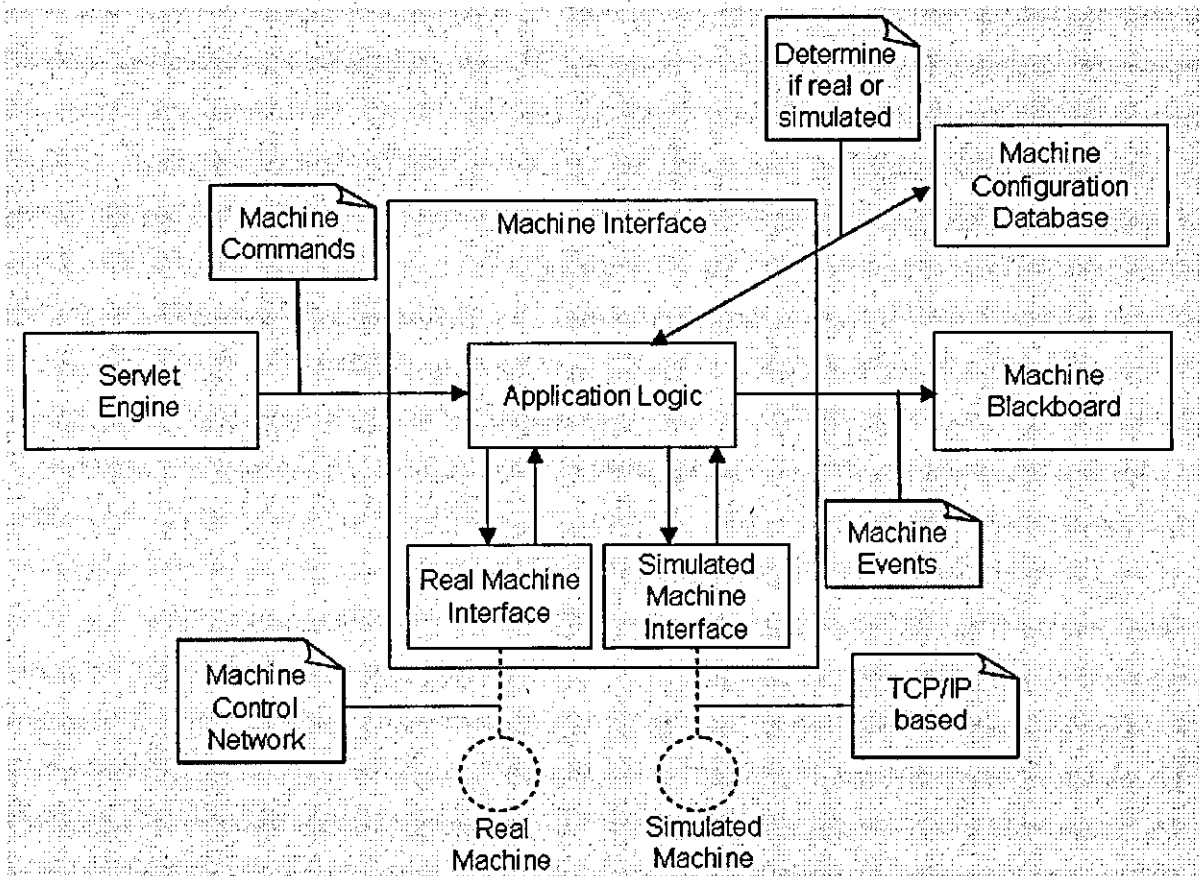 Determine
if real or
simulated
Machine
Configuration
Database
Machine
Commands
Machine Interface
Servlet
Engine
Application Logic
Machine
Blackboard
Machine
Events
Real Machine
Interface
Simulated
Machine
Interface
Machine
Control
Network
TCP/IP
based
Real
Machine
Simulated
Machine